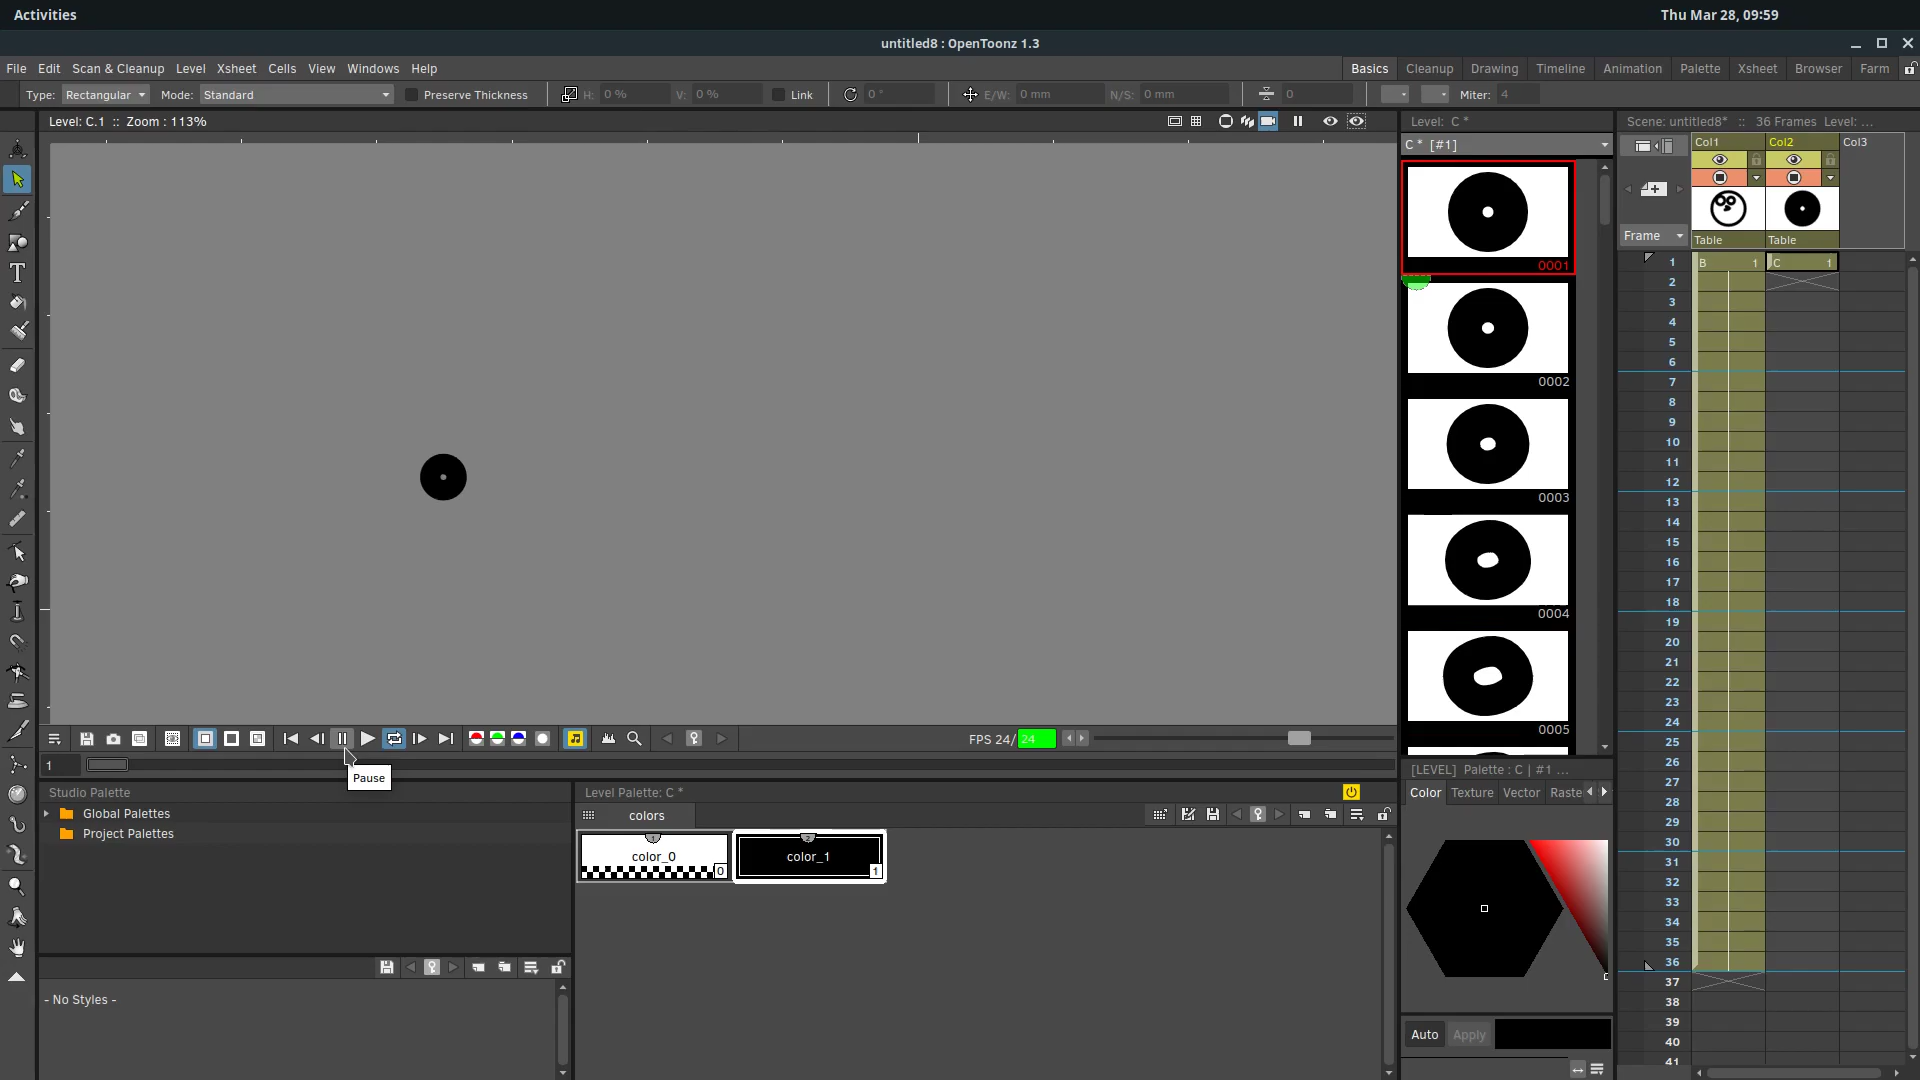 Activities
Thu Mar 28, 09:59
untitled8 : OpenToonz 1.3
File Edit Scan & Cleanup Level Xsheet Cells View Windows Help
Basics Cleanup Drawing Timeline Animation Palette Xsheet Browser Farm
Type: Rectangular Mode: Standard Preserve Thickness H: 0 % V: 0 % Link 0 ° E/W: 0 mm N/S: 0 mm 0 Miter: 4
Level: C.1 :: Zoom : 113%
Level: C *
C * [#1]
0001
0002
0003
0004
0005
Scene: untitled8* :: 36 Frames Level: ...
Col1 Col2 Col3
Frame
Table Table
1 B 1 C 1
2
3
4
5
6
7
8
9
10
11
12
13
14
15
16
17
18
19
20
21
22
23
24
25
26
27
28
29
30
31
32
33
34
35
36
37
38
39
40
41
FPS 24/ 24
1
Pause
Studio Palette
Global Palettes
Project Palettes
- No Styles -
Level Palette: C *
colors
color_0 0
color_1 1
[LEVEL] Palette : C | #1 ...
Color Texture Vector Raste
Auto Apply